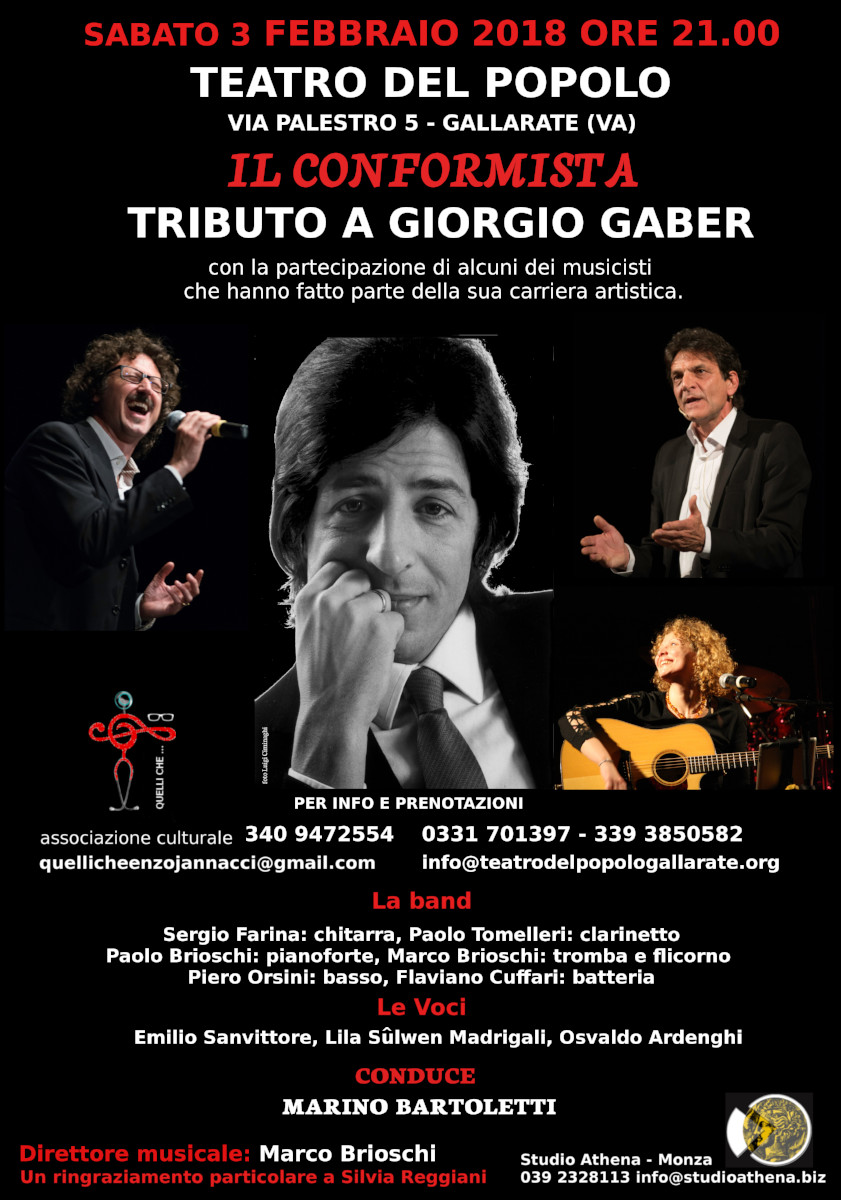 SABATO 3 FEBBRAIO 2018 ORE 21.00
TEATRO DEL POPOLO
VIA PALESTRO 5 - GALLARATE (VA)
IL CONFORMISTA
TRIBUTO A GIORGIO GABER
con la partecipazione di alcuni dei musicisti
che hanno fatto parte della sua carriera artistica.
foto Luigi Ciminaghi
QUELLI CHE ...
PER INFO E PRENOTAZIONI
associazione culturale 340 9472554 0331 701397 - 339 3850582
quellicheenzojannacci@gmail.com info@teatrodelpopologallarate.org
La band
Sergio Farina: chitarra, Paolo Tomelleri: clarinetto
Paolo Brioschi: pianoforte, Marco Brioschi: tromba e flicorno
Piero Orsini: basso, Flaviano Cuffari: batteria
Le Voci
Emilio Sanvittore, Lila Sûlwen Madrigali, Osvaldo Ardenghi
CONDUCE
MARINO BARTOLETTI
Direttore musicale: Marco Brioschi
Un ringraziamento particolare a Silvia Reggiani
Studio Athena - Monza
039 2328113 info@studioathena.biz